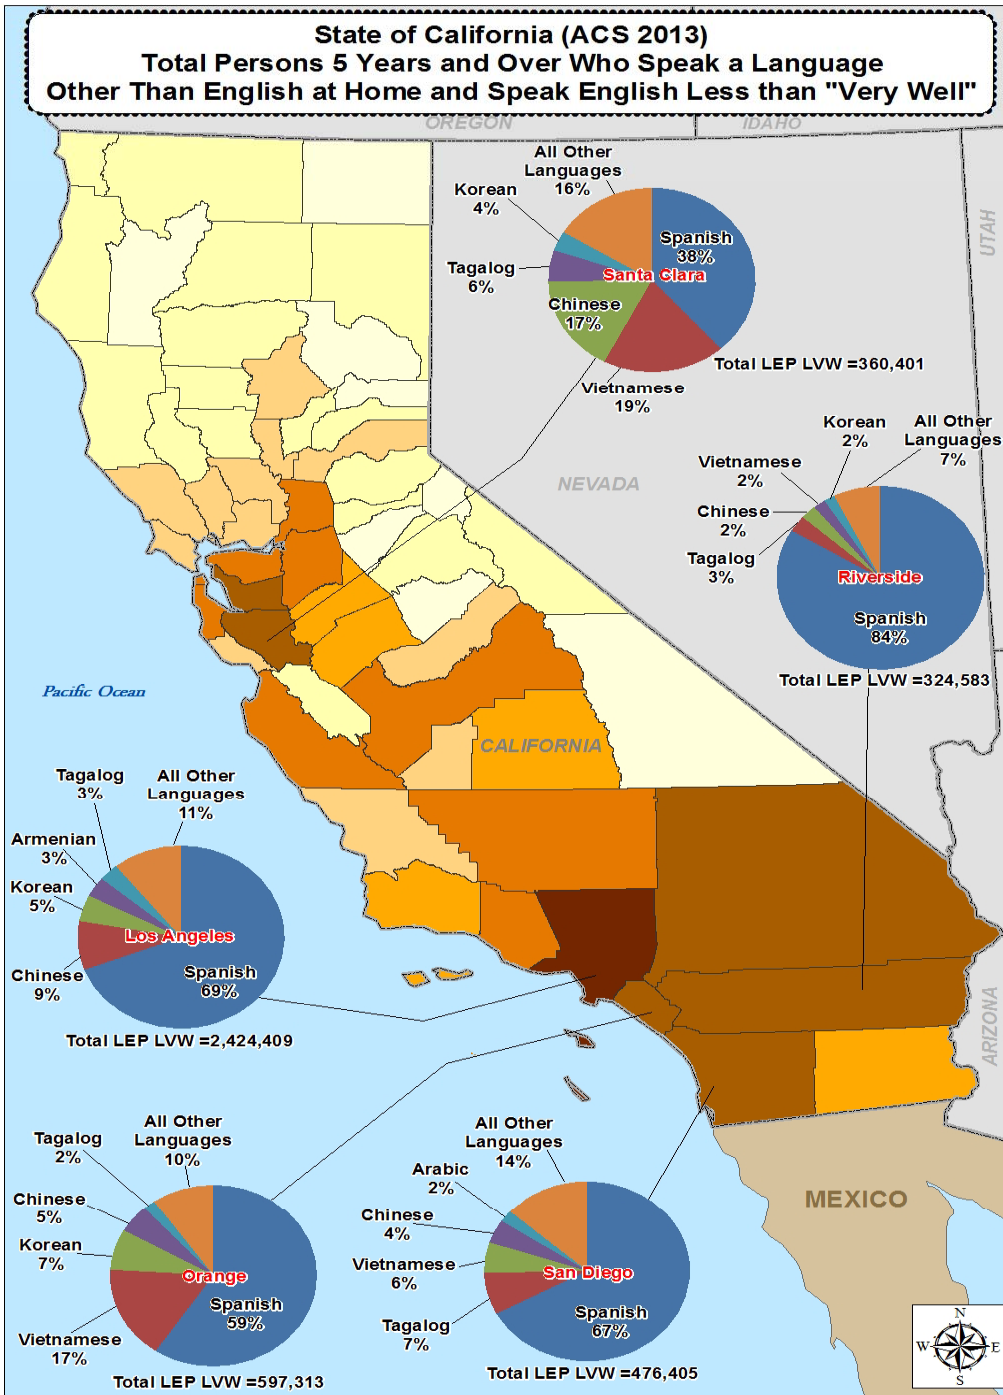 State of California (ACS 2013)
Total Persons 5 Years and Over Who Speak a Language
Other Than English at Home and Speak English Less than "Very Well"
OREGON
IDAHO
UTAH
NEVADA
ARIZONA
CALIFORNIA
MEXICO
Pacific Ocean
All Other
Languages
16%
Korean
4%
Tagalog
6%
Chinese
17%
Vietnamese
19%
Spanish
38%
Santa Clara
Total LEP LVW =360,401
Korean
2%
All Other
Languages
7%
Vietnamese
2%
Chinese
2%
Tagalog
3%
Riverside
Spanish
84%
Total LEP LVW =324,583
Tagalog
3%
All Other
Languages
11%
Armenian
3%
Korean
5%
Chinese
9%
Los Angeles
Spanish
69%
Total LEP LVW =2,424,409
Tagalog
2%
All Other
Languages
10%
Chinese
5%
Korean
7%
Vietnamese
17%
Orange
Spanish
59%
Total LEP LVW =597,313
All Other
Languages
14%
Arabic
2%
Chinese
4%
Vietnamese
6%
Tagalog
7%
San Diego
Spanish
67%
Total LEP LVW =476,405
N
W
E
S